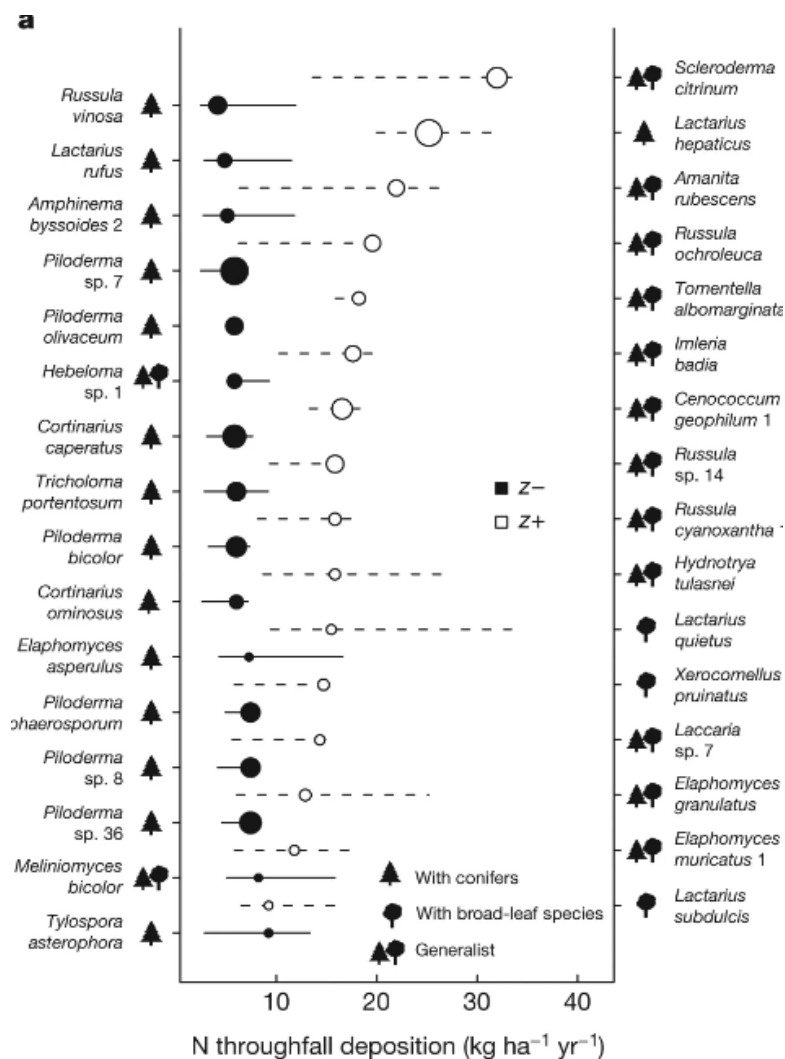 a
Russula
vinosa
Lactarius
rufus
Amphinema
byssoides 2
Piloderma
sp. 7
Piloderma
olivaceum
Hebeloma
sp. 1
Cortinarius
caperatus
Tricholoma
portentosum
Piloderma
bicolor
Cortinarius
ominosus
Elaphomyces
asperulus
Piloderma
phaerosporum
Piloderma
sp. 8
Piloderma
sp. 36
Meliniomyces
bicolor
Tylospora
asterophora
z−
z+
With conifers
With broad-leaf species
Generalist
Scleroderma
citrinum
Lactarius
hepaticus
Amanita
rubescens
Russula
ochroleuca
Tomentella
albomarginata
Imleria
badia
Cenococcum
geophilum 1
Russula
sp. 14
Russula
cyanoxantha
Hydnotrya
tulasnei
Lactarius
quietus
Xerocomellus
pruinatus
Laccaria
sp. 7
Elaphomyces
granulatus
Elaphomyces
muricatus 1
Lactarius
subdulcis
10 20 30 40
N throughfall deposition (kg ha⁻¹ yr⁻¹)